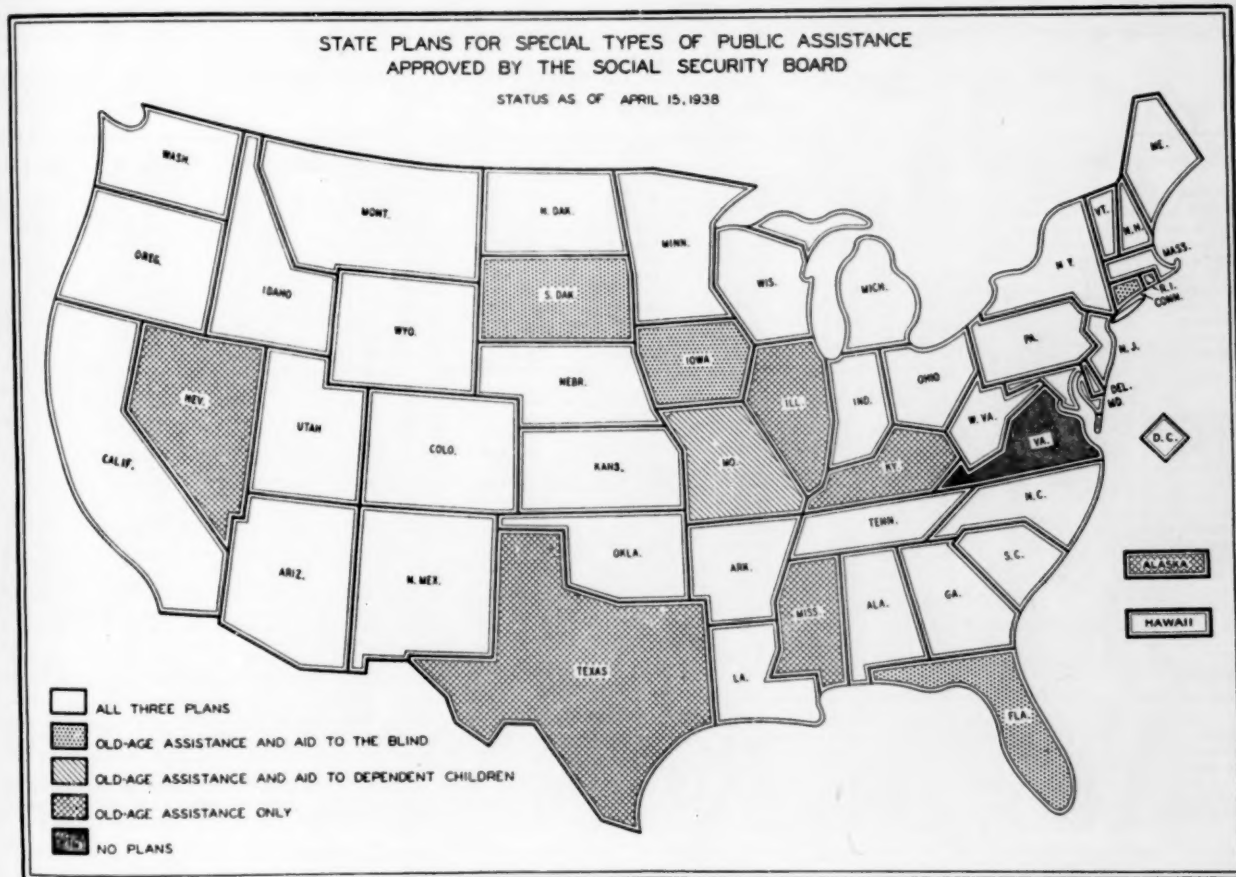 STATE PLANS FOR SPECIAL TYPES OF PUBLIC ASSISTANCE
APPROVED BY THE SOCIAL SECURITY BOARD
STATUS AS OF APRIL 15, 1938
WASH.
MONT.
N. DAK.
MINN.
ME.
VT.
N.H.
MASS.
R.I.
CONN.
N.Y.
OREG.
IDAHO
S. DAK
WIS.
MICH.
WYO.
IOWA
PA.
N.J.
NEV.
NEBR.
ILL.
IND.
OHIO
DEL.
MD.
W. VA.
VA.
D.C.
UTAH
COLO.
CALIF.
KANS.
MO.
KY.
N.C.
TENN.
ARIZ.
N. MEX.
OKLA.
ARK.
S.C.
ALASKA
MISS.
ALA.
GA.
HAWAII
TEXAS
LA.
FLA.
ALL THREE PLANS
OLD-AGE ASSISTANCE AND AID TO THE BLIND
OLD-AGE ASSISTANCE AND AID TO DEPENDENT CHILDREN
OLD-AGE ASSISTANCE ONLY
NO PLANS